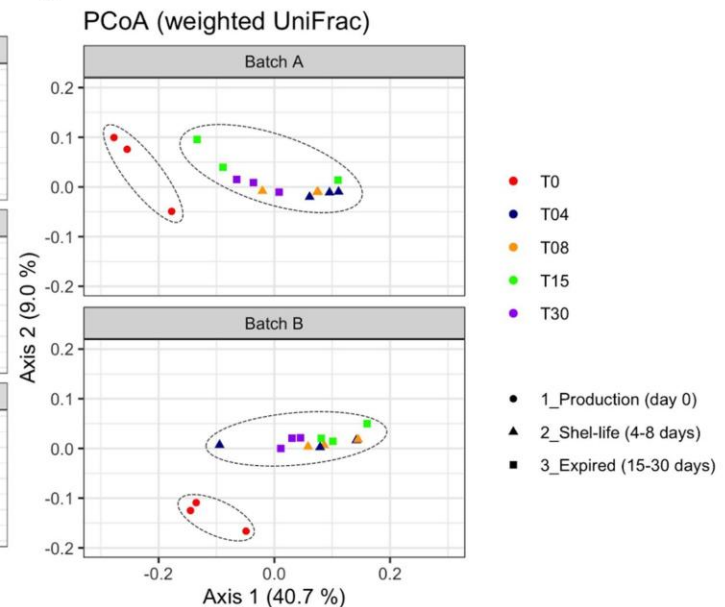 PCoA (weighted UniFrac)
Batch A
0.2
0.1
0.0
-0.1
-0.2
Batch B
0.2
0.1
0.0
-0.1
-0.2
Axis 2 (9.0 %)
-0.2
0.0
0.2
Axis 1 (40.7 %)
T0
T04
T08
T15
T30
1_Production (day 0)
2_Shel-life (4-8 days)
3_Expired (15-30 days)